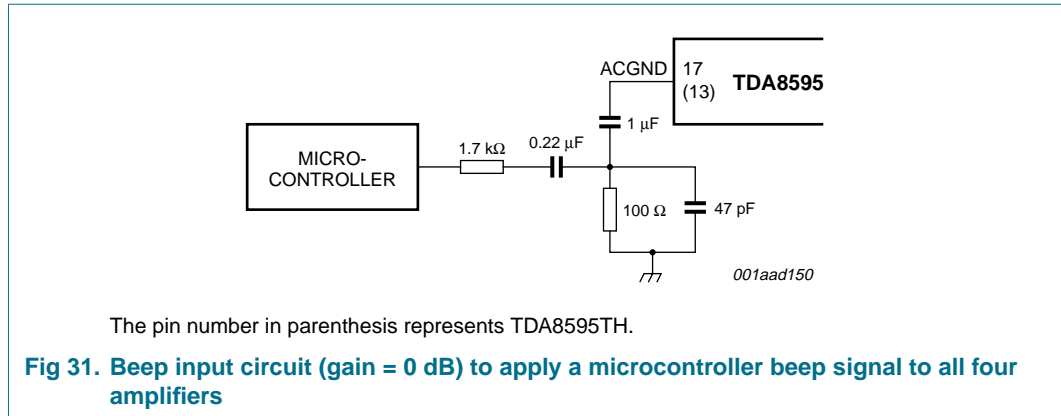 ACGND
17
(13)
TDA8595
1 μF
0.22 μF
1.7 kΩ
MICRO-
CONTROLLER
100 Ω
47 pF
001aad150
The pin number in parenthesis represents TDA8595TH.
Fig 31. Beep input circuit (gain = 0 dB) to apply a microcontroller beep signal to all four
amplifiers